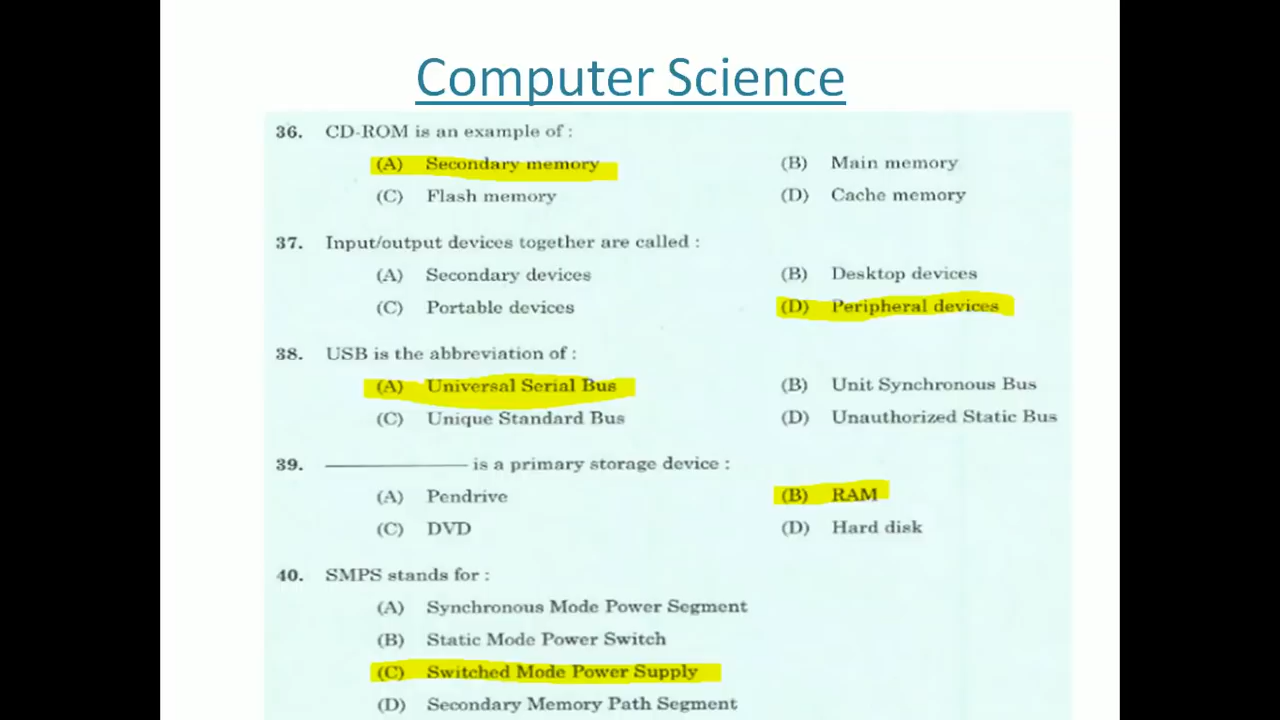 Computer Science
36. CD-ROM is an example of :
(A) Secondary memory (B) Main memory
(C) Flash memory (D) Cache memory
37. Input/output devices together are called :
(A) Secondary devices (B) Desktop devices
(C) Portable devices (D) Peripheral devices
38. USB is the abbreviation of :
(A) Universal Serial Bus (B) Unit Synchronous Bus
(C) Unique Standard Bus (D) Unauthorized Static Bus
39. ____________ is a primary storage device :
(A) Pendrive (B) RAM
(C) DVD (D) Hard disk
40. SMPS stands for :
(A) Synchronous Mode Power Segment
(B) Static Mode Power Switch
(C) Switched Mode Power Supply
(D) Secondary Memory Path Segment